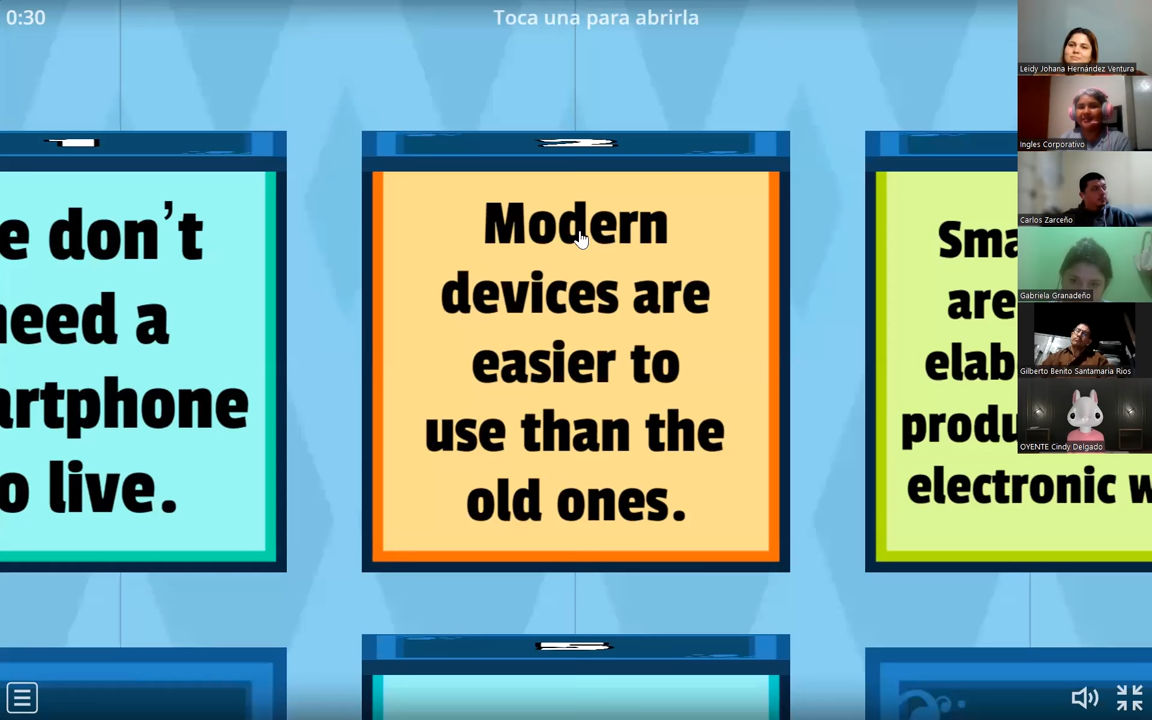 0:30
Toca una para abrirla
e don't
need a
artphone
o live.
Modern
devices are
easier to
use than the
old ones.
Sma
are
elab
produ
electronic w
Leidy Johana Hernández Ventura
Ingles Corporativo
Carlos Zarceño
Gabriela Granadeño
Gilberto Benito Santamaria Rios
OYENTE Cindy Delgado